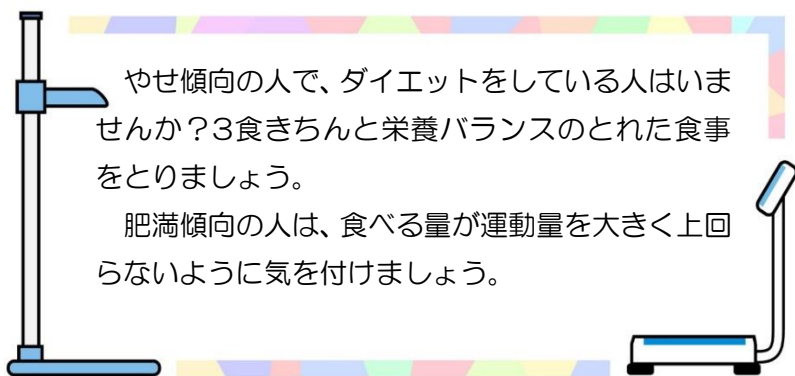 やせ傾向の人で、ダイエットをしている人はいま
せんか？3食きちんと栄養バランスのとれた食事
をとりましょう。
　肥満傾向の人は、食べる量が運動量を大きく上回
らないように気を付けましょう。